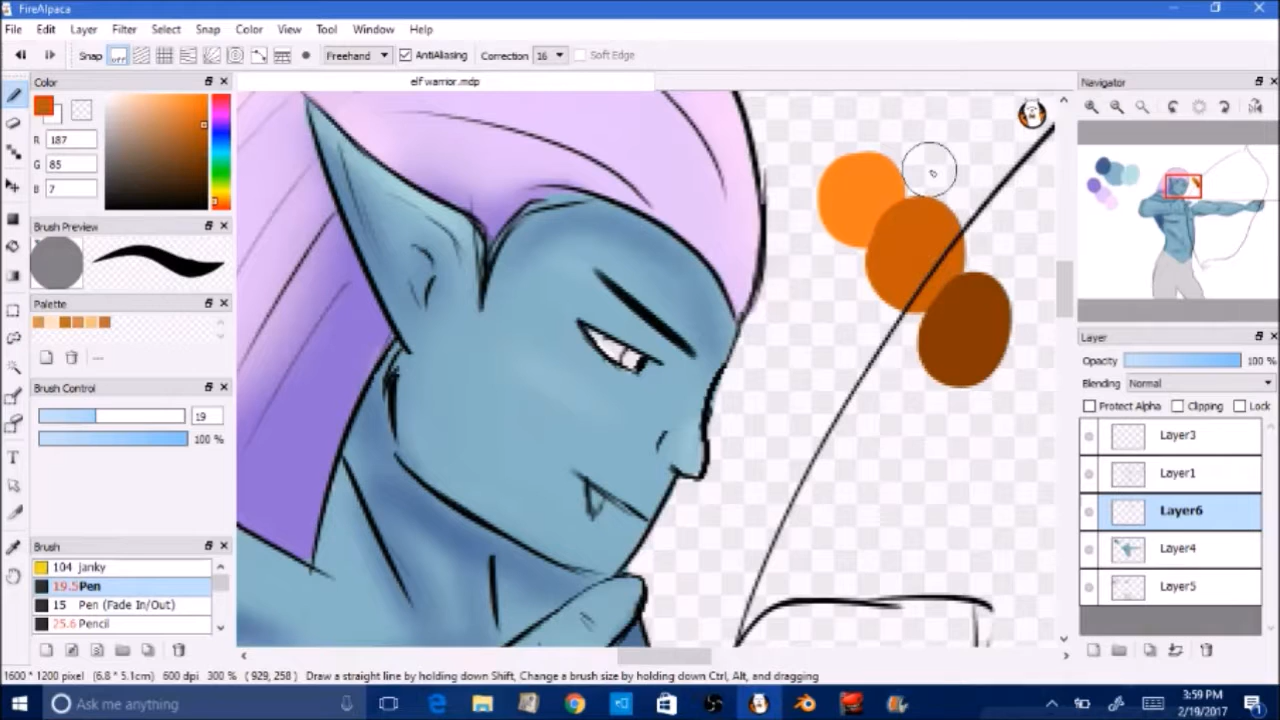 FireAlpaca
File Edit Layer Filter Select Snap Color View Tool Window Help
Snap off Freehand AntiAliasing Correction 16 Soft Edge
Color
elf warrior.mdp
Navigator
R 187
G 85
B 7
Brush Preview
Palette
Brush Control
19
100 %
Layer
Opacity 100 %
Blending Normal
Protect Alpha Clipping Lock
Layer3
Layer1
Layer6
Layer4
Layer5
Brush
104 janky
19.5 Pen
15 Pen (Fade In/Out)
25.6 Pencil
1600 * 1200 pixel (6.8 * 5.1cm) 600 dpi 300 % ( 929, 258 ) Draw a straight line by holding down Shift, Change a brush size by holding down Ctrl, Alt, and dragging
Ask me anything
3:59 PM
2/19/2017